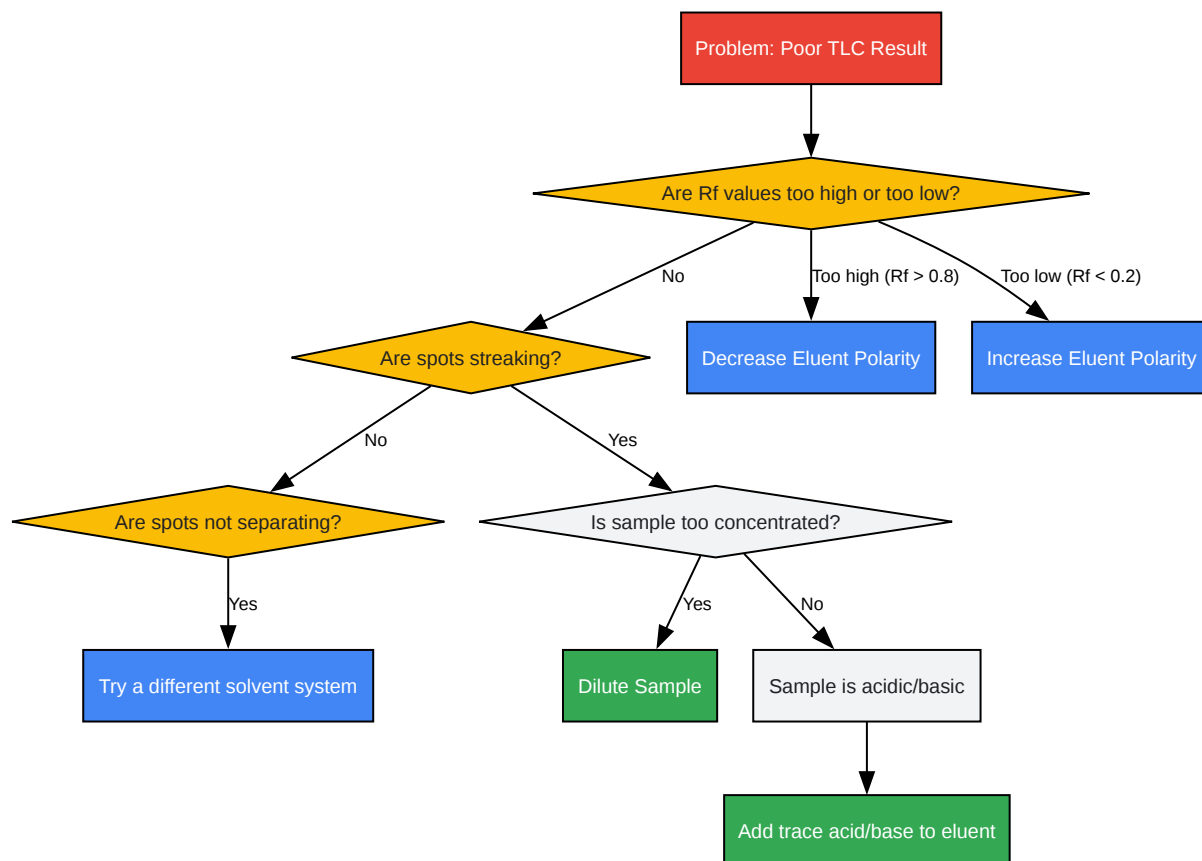 Problem: Poor TLC Result
Are Rf values too high or too low?
No
Too high (Rf > 0.8)
Too low (Rf < 0.2)
Are spots streaking?
Decrease Eluent Polarity
Increase Eluent Polarity
No
Yes
Are spots not separating?
Is sample too concentrated?
Yes
Yes
No
Try a different solvent system
Dilute Sample
Sample is acidic/basic
Add trace acid/base to eluent